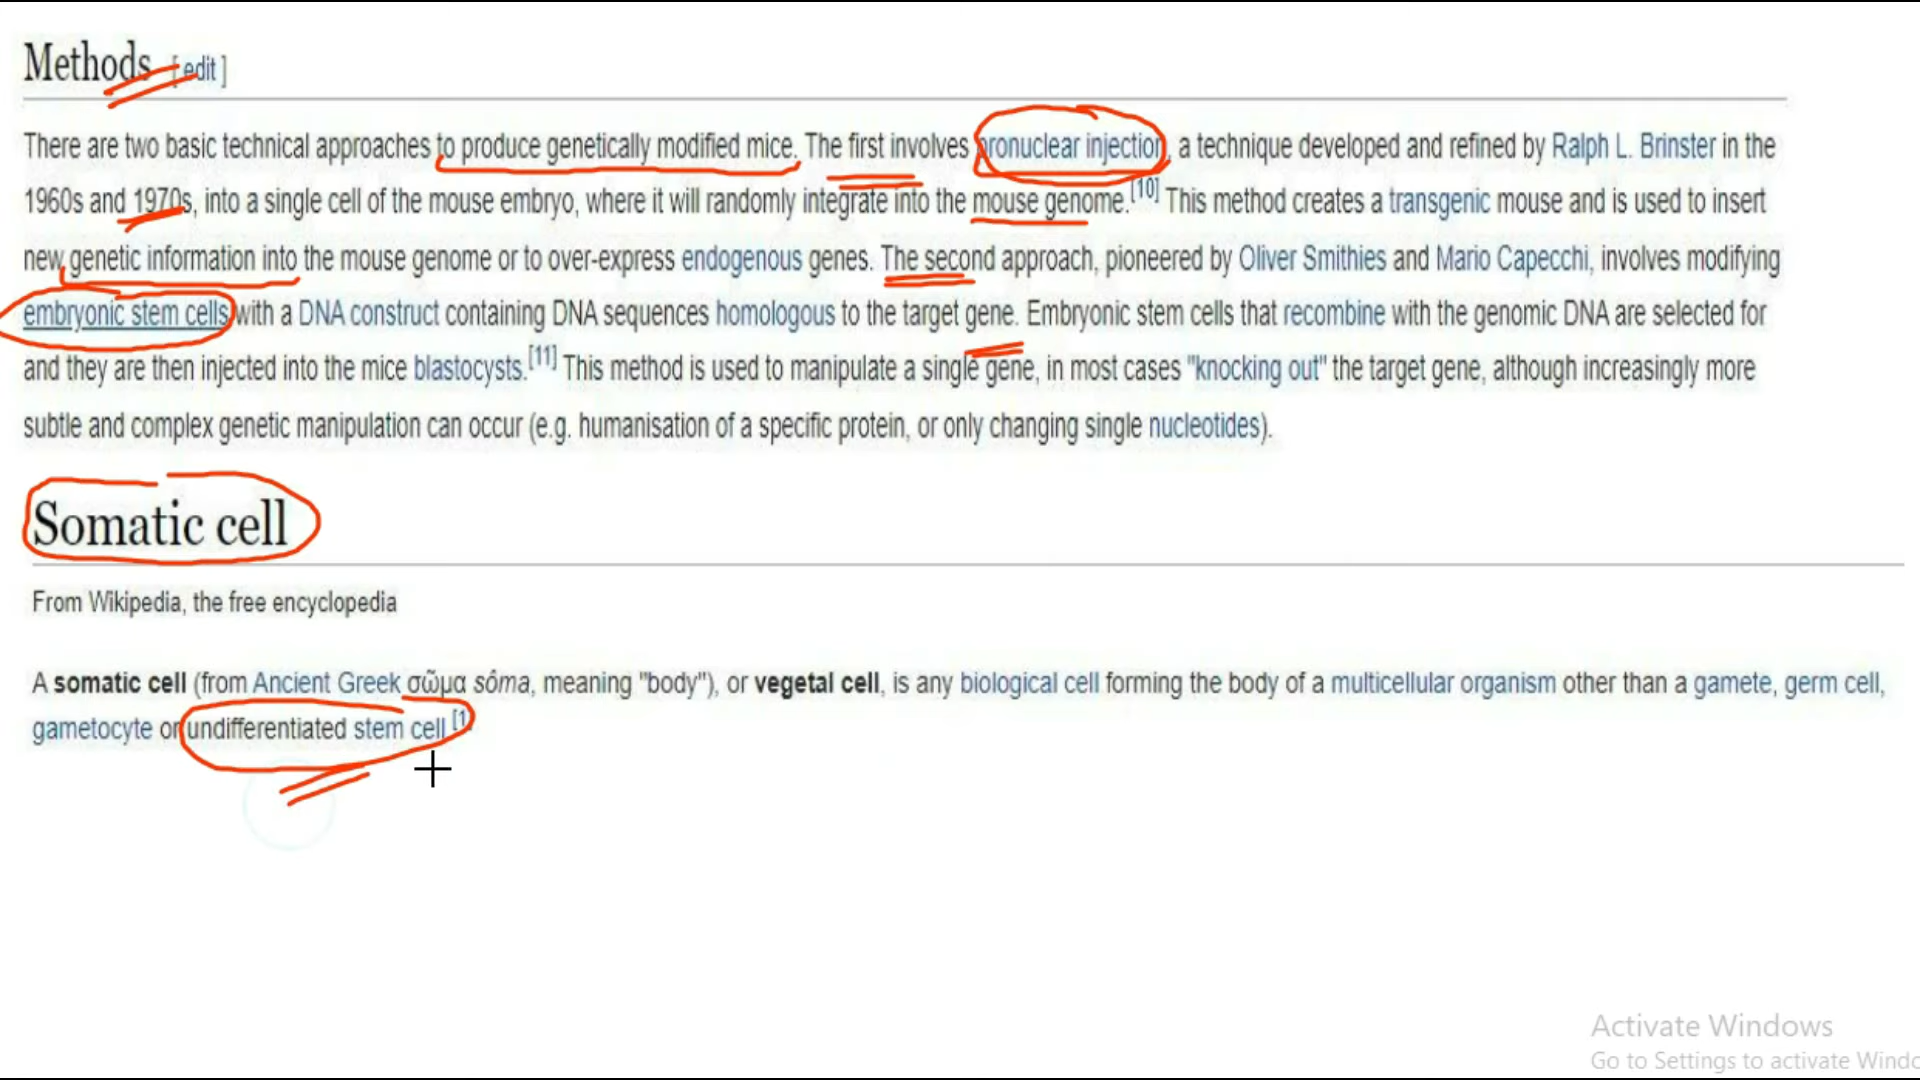 Methods [ edit ]
There are two basic technical approaches to produce genetically modified mice. The first involves pronuclear injection, a technique developed and refined by Ralph L. Brinster in the
1960s and 1970s, into a single cell of the mouse embryo, where it will randomly integrate into the mouse genome.[10] This method creates a transgenic mouse and is used to insert
new genetic information into the mouse genome or to over-express endogenous genes. The second approach, pioneered by Oliver Smithies and Mario Capecchi, involves modifying
embryonic stem cells with a DNA construct containing DNA sequences homologous to the target gene. Embryonic stem cells that recombine with the genomic DNA are selected for
and they are then injected into the mice blastocysts.[11] This method is used to manipulate a single gene, in most cases "knocking out" the target gene, although increasingly more
subtle and complex genetic manipulation can occur (e.g. humanisation of a specific protein, or only changing single nucleotides).
Somatic cell
From Wikipedia, the free encyclopedia
A somatic cell (from Ancient Greek σῶμα sôma, meaning "body"), or vegetal cell, is any biological cell forming the body of a multicellular organism other than a gamete, germ cell,
gametocyte or undifferentiated stem cell.[1
Activate Windows
Go to Settings to activate Windo